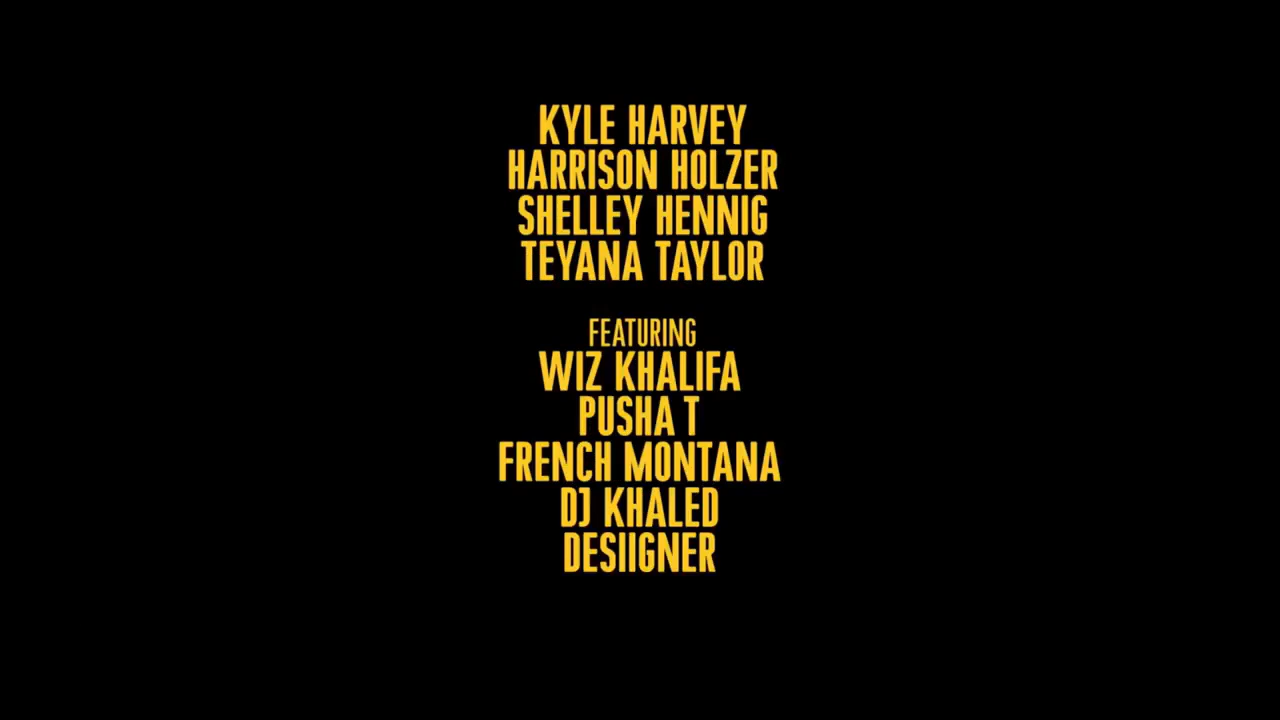 KYLE HARVEY
HARRISON HOLZER
SHELLEY HENNIG
TEYANA TAYLOR
FEATURING
WIZ KHALIFA
PUSHA T
FRENCH MONTANA
DJ KHALED
DESIIGNER